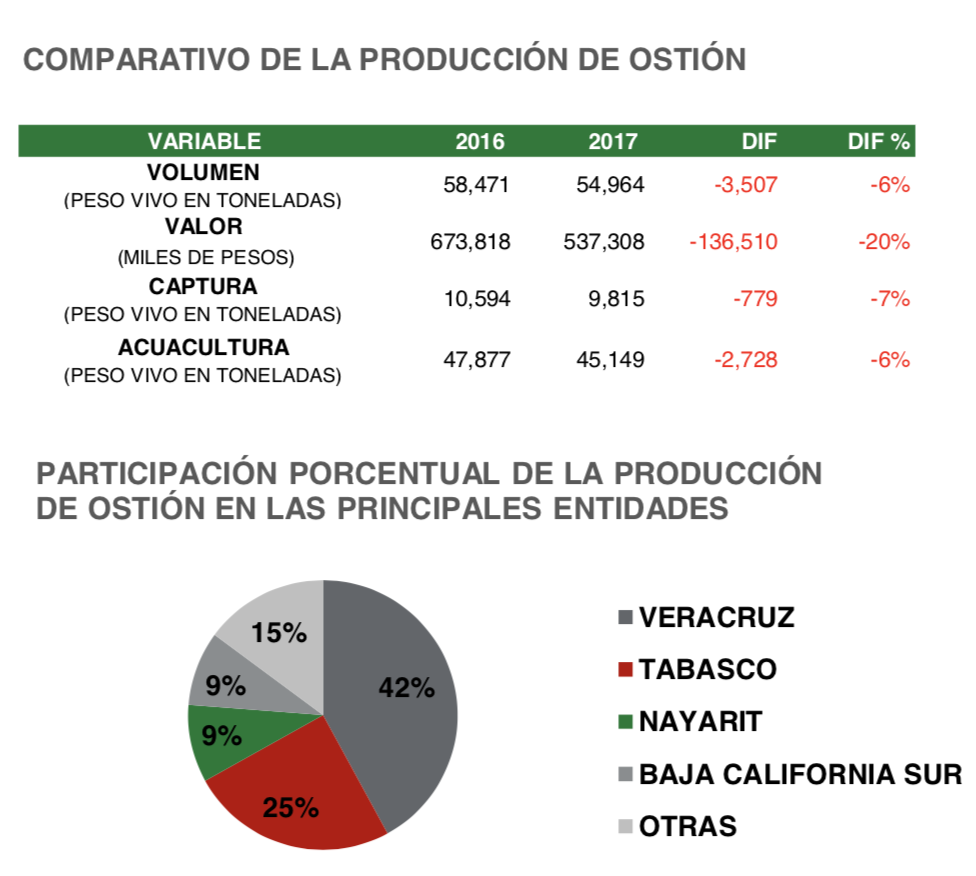 COMPARATIVO DE LA PRODUCCIÓN DE OSTIÓN
VARIABLE 2016 2017 DIF DIF %
VOLUMEN
(PESO VIVO EN TONELADAS) 58,471 54,964 -3,507 -6%
VALOR
(MILES DE PESOS) 673,818 537,308 -136,510 -20%
CAPTURA
(PESO VIVO EN TONELADAS) 10,594 9,815 -779 -7%
ACUACULTURA
(PESO VIVO EN TONELADAS) 47,877 45,149 -2,728 -6%
PARTICIPACIÓN PORCENTUAL DE LA PRODUCCIÓN
DE OSTIÓN EN LAS PRINCIPALES ENTIDADES
15%
42%
9%
9%
25%
VERACRUZ
TABASCO
NAYARIT
BAJA CALIFORNIA SUR
OTRAS